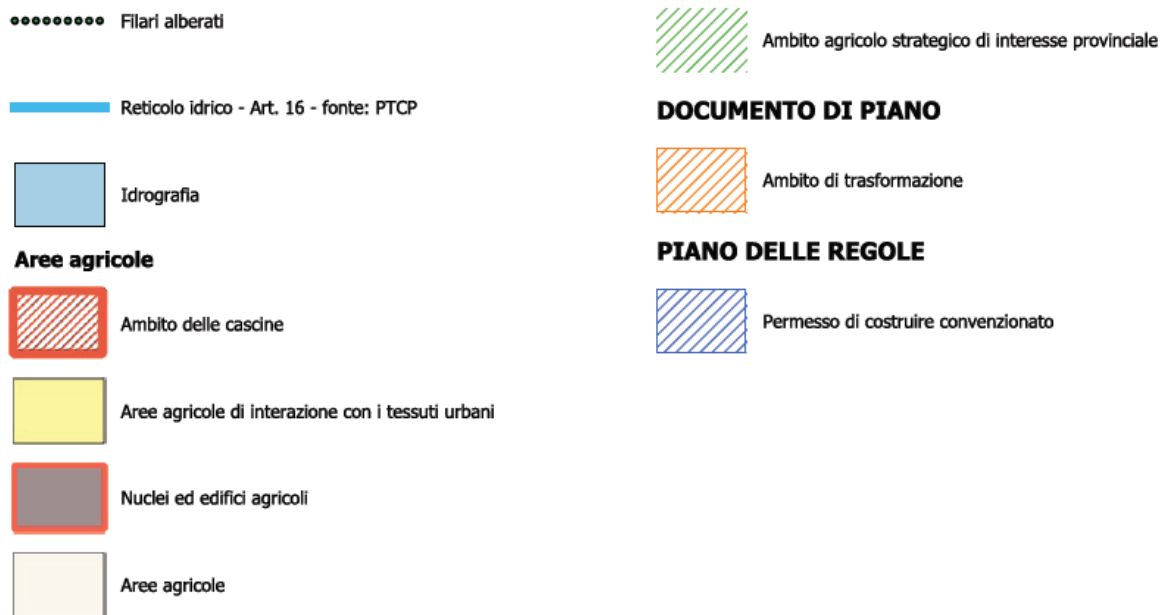 Filari alberati
Reticolo idrico - Art. 16 - fonte: PTCP
Idrografia
Aree agricole
Ambito delle cascine
Aree agricole di interazione con i tessuti urbani
Nuclei ed edifici agricoli
Aree agricole
Ambito agricolo strategico di interesse provinciale
DOCUMENTO DI PIANO
Ambito di trasformazione
PIANO DELLE REGOLE
Permesso di costruire convenzionato